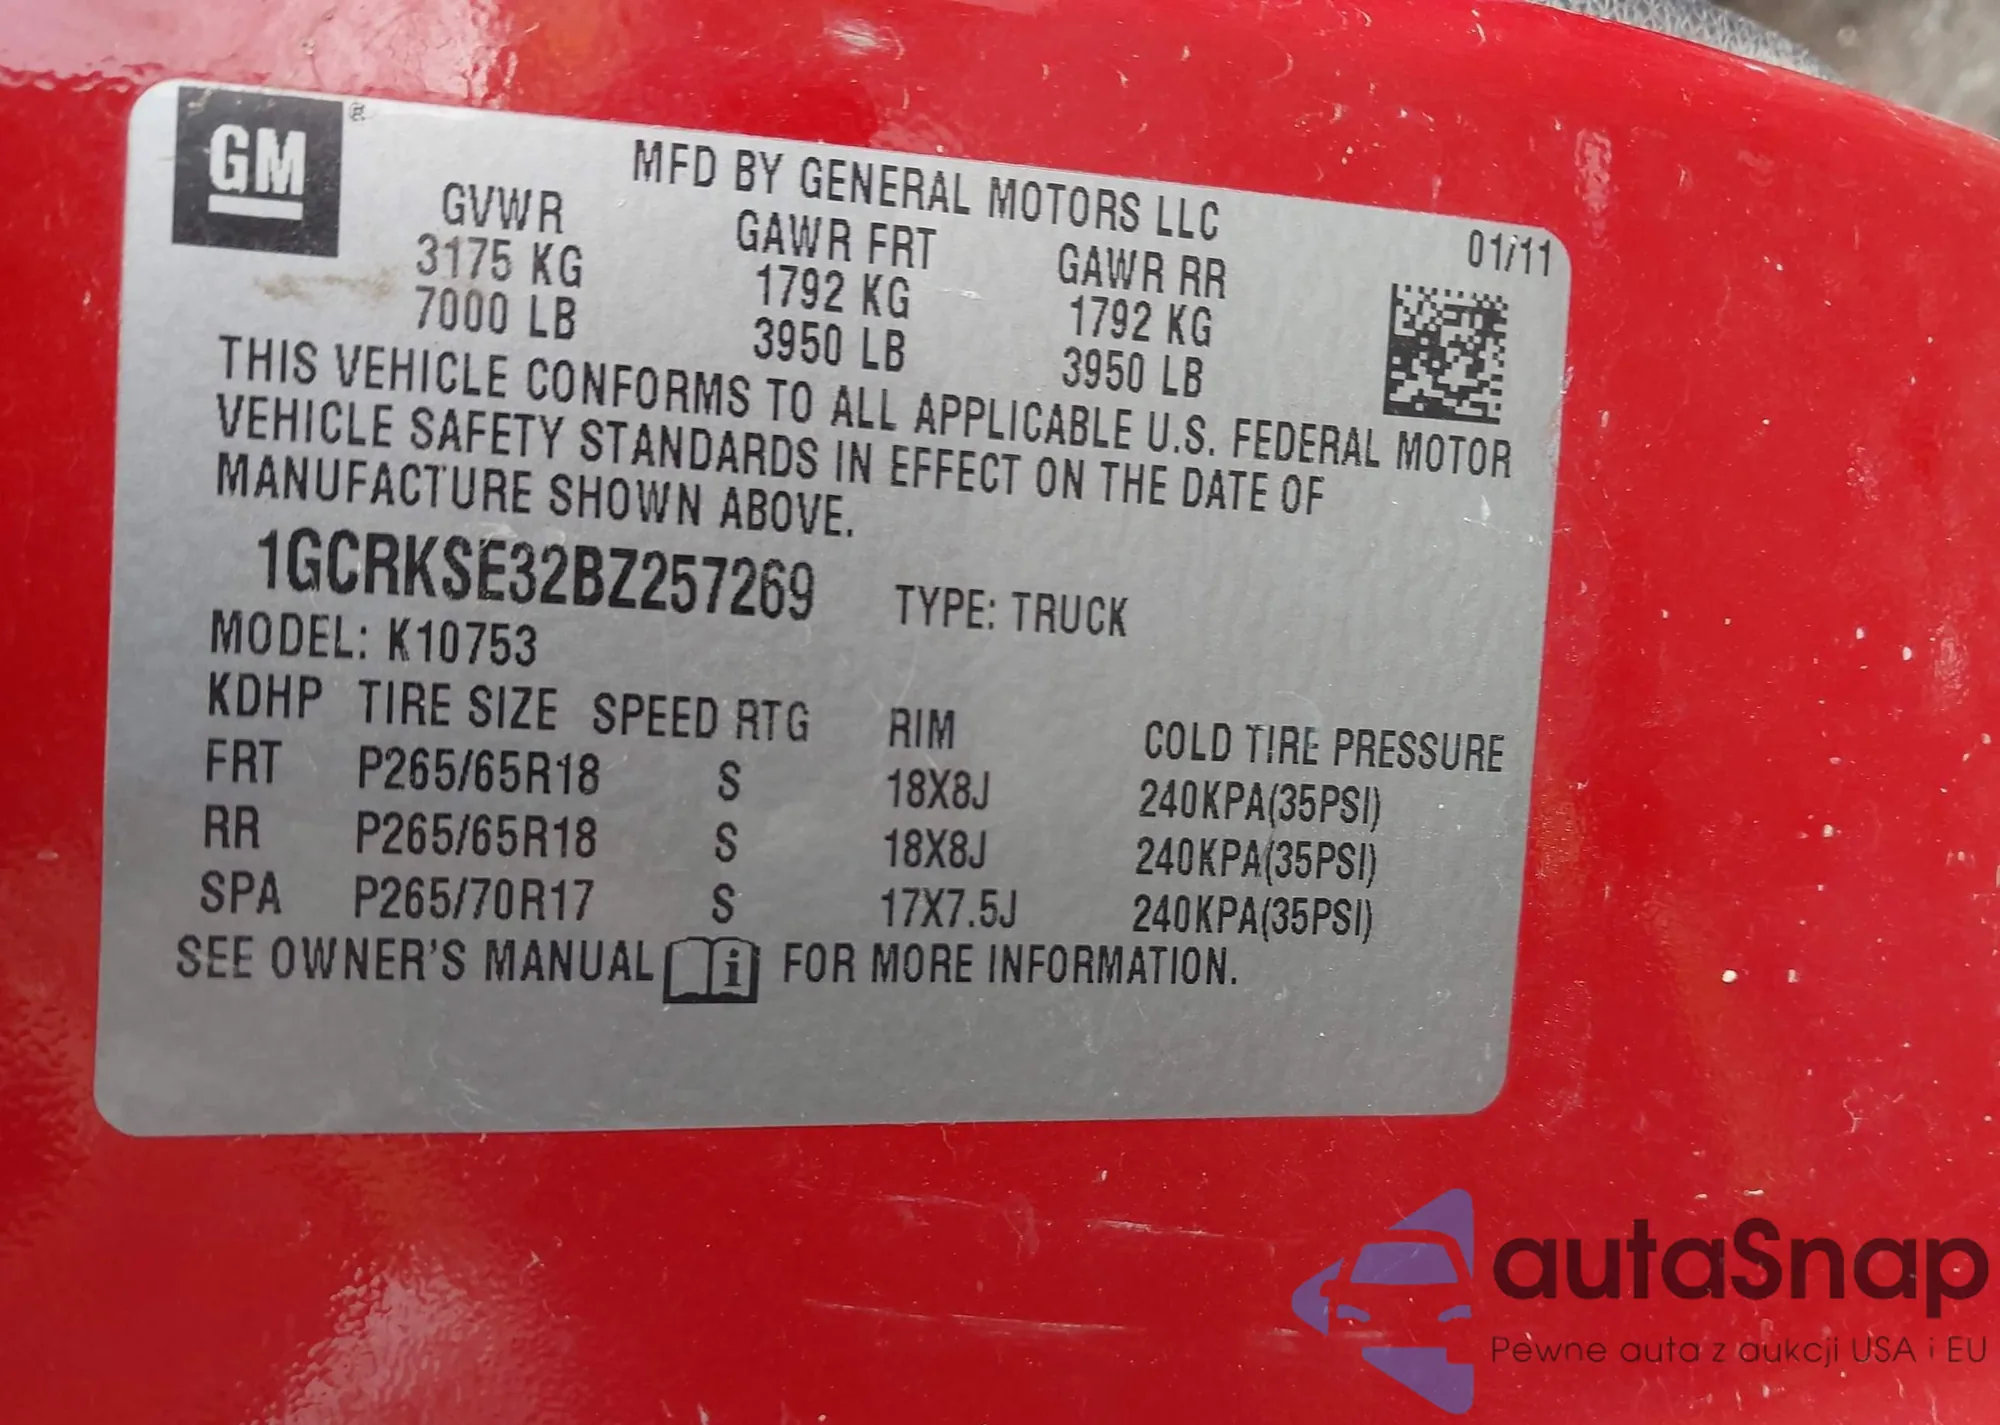 GM®
MFD BY GENERAL MOTORS LLC
01/11
GVWR GAWR FRT GAWR RR
3175 KG 1792 KG 1792 KG
7000 LB 3950 LB 3950 LB
THIS VEHICLE CONFORMS TO ALL APPLICABLE U.S. FEDERAL MOTOR
VEHICLE SAFETY STANDARDS IN EFFECT ON THE DATE OF
MANUFACTURE SHOWN ABOVE.
1GCRKSE32BZ257269 TYPE: TRUCK
MODEL: K10753
KDHP TIRE SIZE SPEED RTG RIM COLD TIRE PRESSURE
FRT P265/65R18 S 18X8J 240KPA(35PSI)
RR P265/65R18 S 18X8J 240KPA(35PSI)
SPA P265/70R17 S 17X7.5J 240KPA(35PSI)
SEE OWNER'S MANUAL i FOR MORE INFORMATION.
autaSnap
Pewne auta z aukcji USA i EU